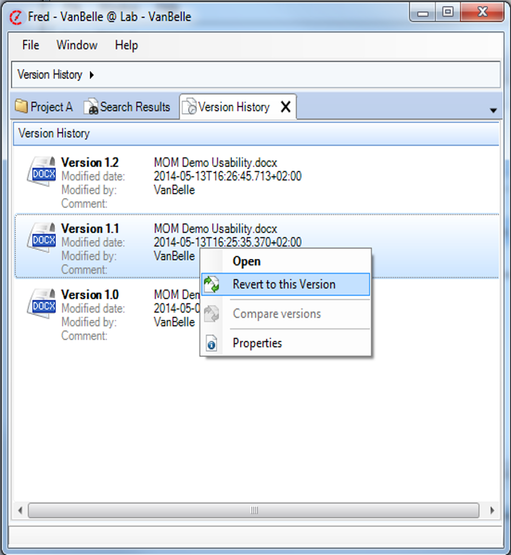 Fred - VanBelle @ Lab - VanBelle
File Window Help
Version History
Project A Search Results Version History X
Version History
DOCX
Version 1.2 MOM Demo Usability.docx
Modified date: 2014-05-13T16:26:45.713+02:00
Modified by: VanBelle
Comment:
DOCX
Version 1.1 MOM Demo Usability.docx
Modified date: 2014-05-13T16:25:35.370+02:00
Modified by: VanBelle
Comment:
Open
Revert to this Version
Compare versions
Properties
DOCX
Version 1.0 MOM Dem
Modified date: 2014-05-0
Modified by: VanBelle
Comment: